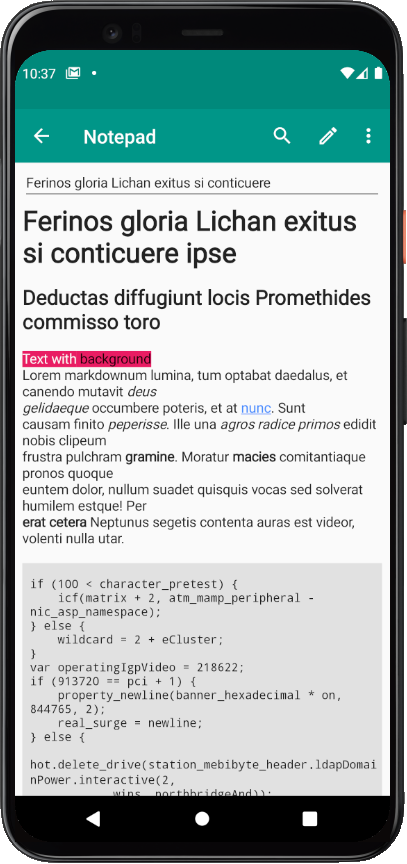 10:37
Notepad
Ferinos gloria Lichan exitus si conticuere
Ferinos gloria Lichan exitus
si conticuere ipse
Deductas diffugiunt locis Promethides
commisso toro
Text with background
Lorem markdownum lumina, tum optabat daedalus, et
canendo mutavit deus
gelidaeque occumbere poteris, et at nunc. Sunt
causam finito peperisse. Ille una agros radice primos edidit
nobis clipeum
frustra pulchram gramine. Moratur macies comitantiaque
pronos quoque
euntem dolor, nullum suadet quisquis vocas sed solverat
humilem estque! Per
erat cetera Neptunus segetis contenta auras est videor,
volenti nulla utar.
if (100 < character_pretest) {
    icf(matrix + 2, atm_mamp_peripheral -
nic_asp_namespace);
} else {
    wildcard = 2 + eCluster;
}
var operatingIgpVideo = 218622;
if (913720 == pci + 1) {
    property_newline(banner_hexadecimal * on,
844765, 2);
    real_surge = newline;
} else {
hot.delete_drive(station_mebibyte_header.ldapDomai
nPower.interactive(2,
            wins, northbridgeAnd));